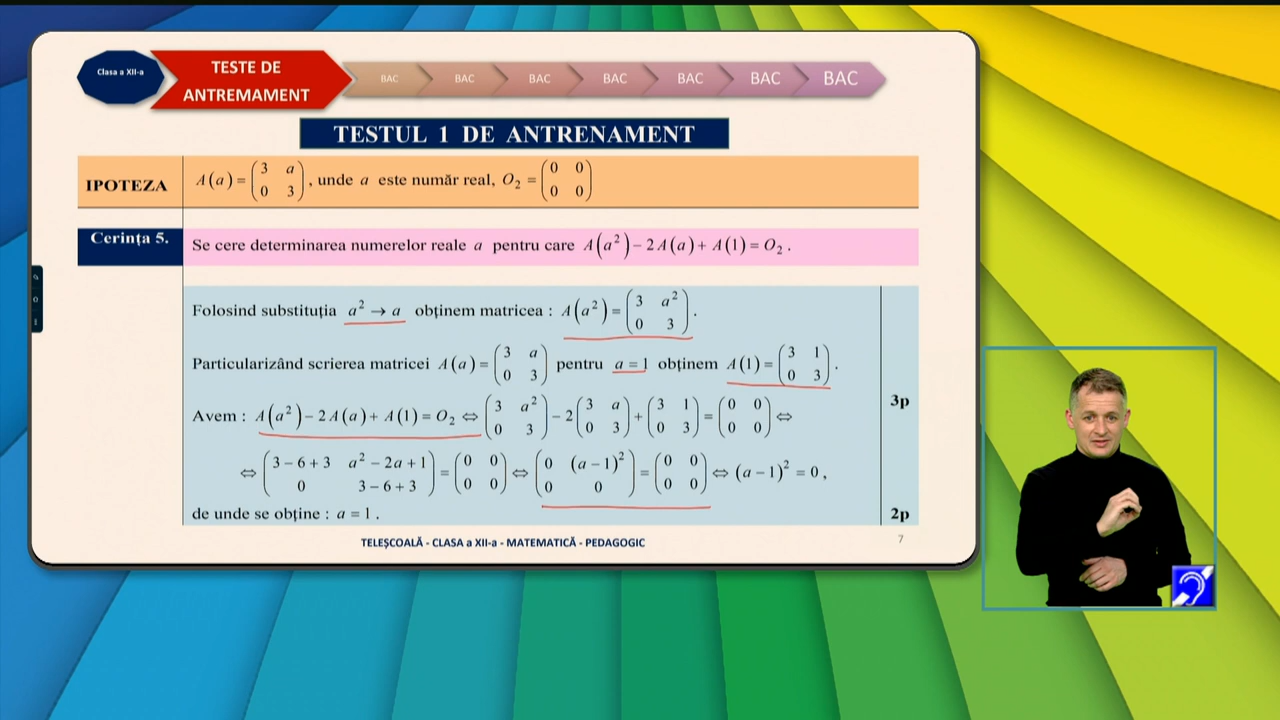 Clasa a XII-a
TESTE DE
ANTREMAMENT
BAC BAC BAC BAC BAC BAC BAC
TESTUL 1 DE ANTRENAMENT
IPOTEZA
A(a) = (3 a; 0 3), unde a este număr real, O₂ = (0 0; 0 0)
Cerința 5.
Se cere determinarea numerelor reale a pentru care A(a²) − 2A(a) + A(1) = O₂ .
Folosind substituția a² → a obținem matricea : A(a²) = (3 a²; 0 3) .
Particularizând scrierea matricei A(a) = (3 a; 0 3) pentru a = 1 obținem A(1) = (3 1; 0 3) .
Avem : A(a²) − 2A(a) + A(1) = O₂ ⇔ (3 a²; 0 3) − 2(3 a; 0 3) + (3 1; 0 3) = (0 0; 0 0) ⇔
3p
⇔ (3 − 6 + 3 a² − 2a + 1; 0 3 − 6 + 3) = (0 0; 0 0) ⇔ (0 (a − 1)²; 0 0) = (0 0; 0 0) ⇔ (a − 1)² = 0 ,
de unde se obține : a = 1 .
2p
TELEȘCOALĂ - CLASA a XII-a - MATEMATICĂ - PEDAGOGIC
7